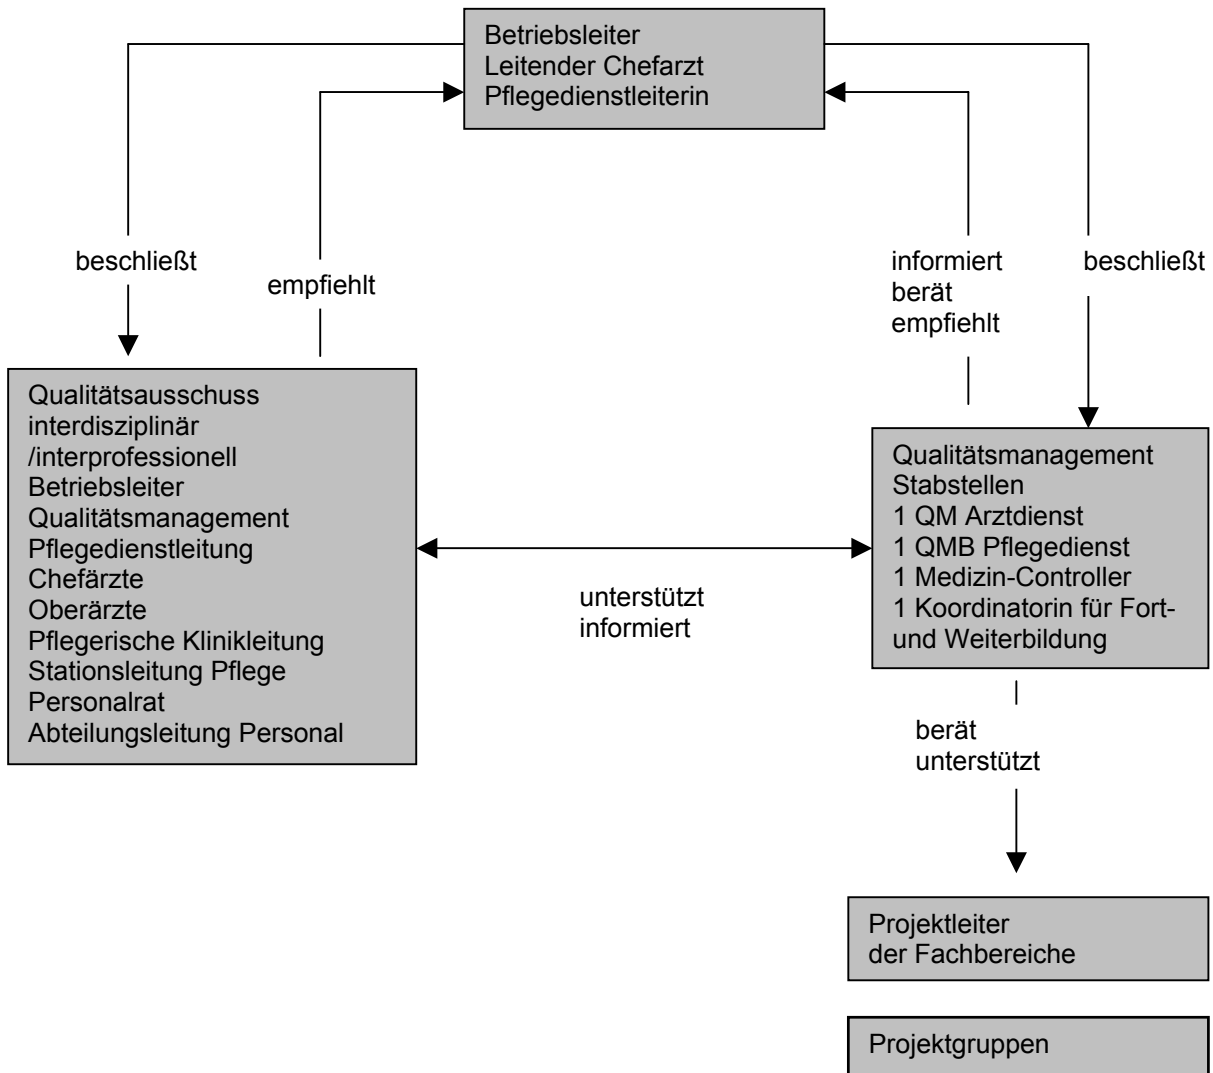 Betriebsleiter
Leitender Chefarzt
Pflegedienstleiterin
beschließt
empfiehlt
informiert
berät
empfiehlt
beschließt
Qualitätsausschuss
interdisziplinär
/interprofessionell
Betriebsleiter
Qualitätsmanagement
Pflegedienstleitung
Chefärzte
Oberärzte
Pflegerische Klinikleitung
Stationsleitung Pflege
Personalrat
Abteilungsleitung Personal
unterstützt
informiert
Qualitätsmanagement
Stabstellen
1 QM Arztdienst
1 QMB Pflegedienst
1 Medizin-Controller
1 Koordinatorin für Fort-
und Weiterbildung
berät
unterstützt
Projektleiter
der Fachbereiche
Projektgruppen